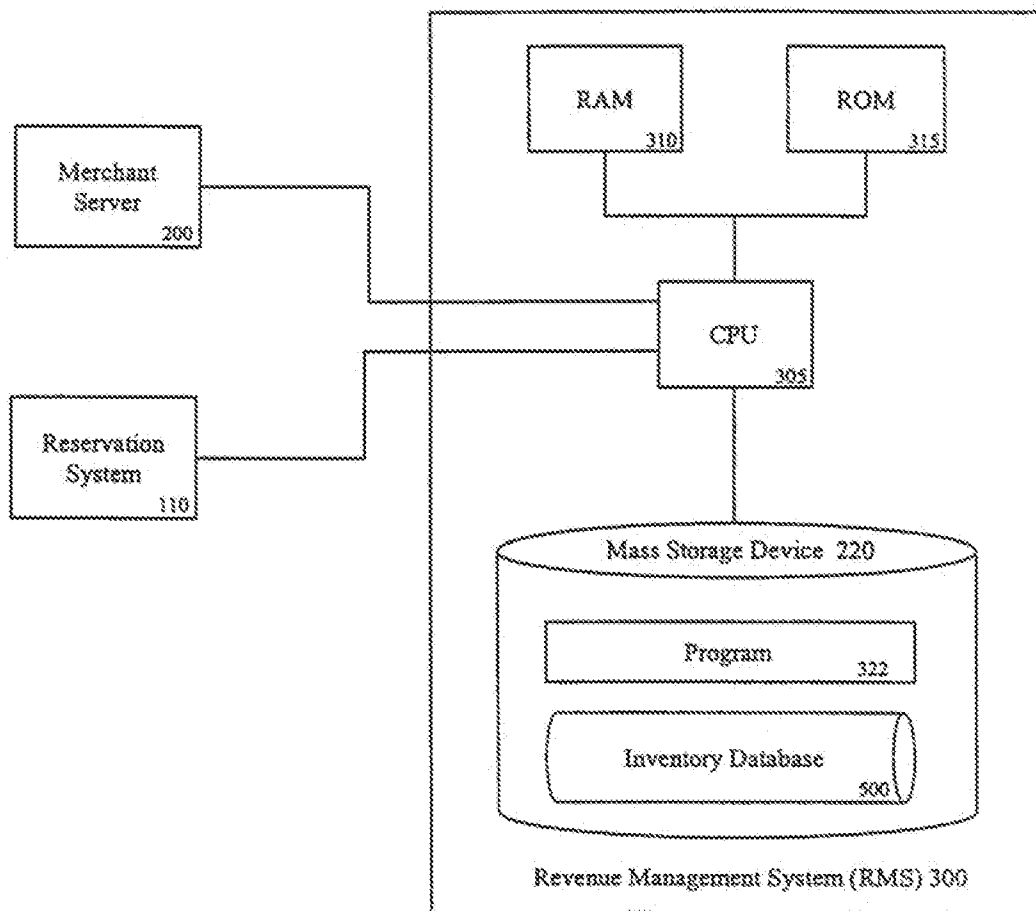 RAM
310
ROM
315
Merchant
Server
200
CPU
305
Reservation
System
110
Mass Storage Device 220
Program
322
Inventory Database
500
Revenue Management System (RMS) 300